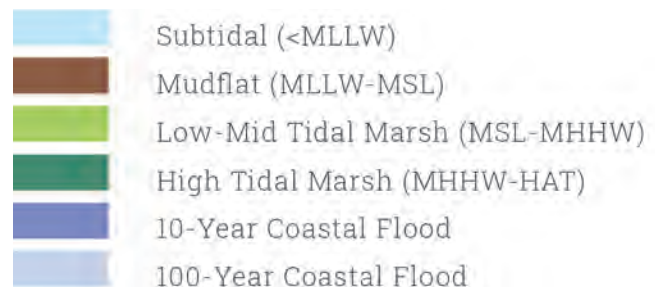 Subtidal (<MLLW)
Mudflat (MLLW-MSL)
Low-Mid Tidal Marsh (MSL-MHHW)
High Tidal Marsh (MHHW-HAT)
10-Year Coastal Flood
100-Year Coastal Flood